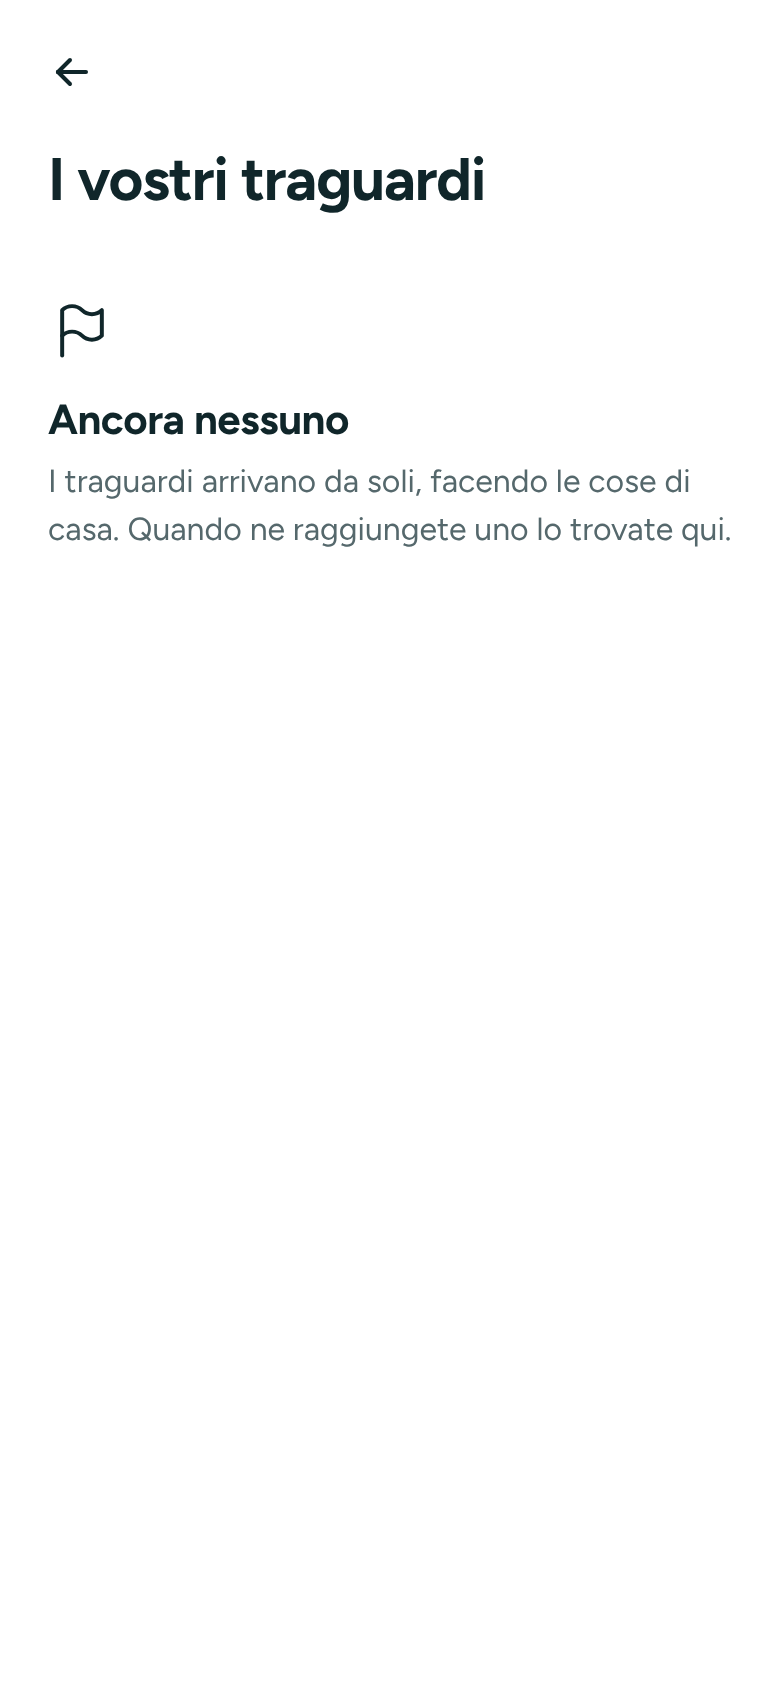 I vostri traguardi
Ancora nessuno
I traguardi arrivano da soli, facendo le cose di
casa. Quando ne raggiungete uno lo trovate qui.